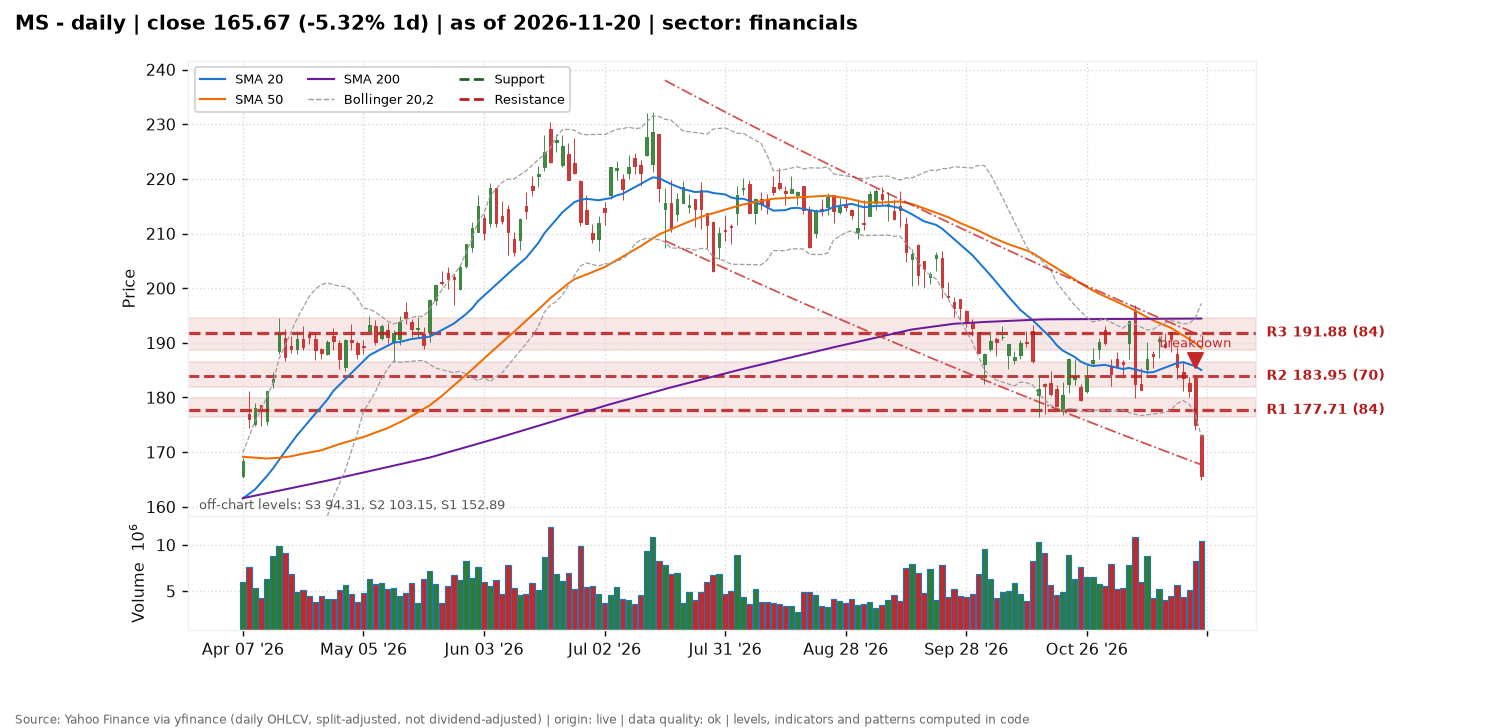 MS - daily | close 165.67 (-5.32% 1d) | as of 2026-11-20 | sector: financials
SMA 20
SMA 50
SMA 200
Bollinger 20,2
Support
Resistance
Price
240
230
220
210
200
190
180
170
160
breakdown
R3 191.88 (84)
R2 183.95 (70)
R1 177.71 (84)
off-chart levels: S3 94.31, S2 103.15, S1 152.89
Volume 10⁶
10
5
Apr 07 '26 May 05 '26 Jun 03 '26 Jul 02 '26 Jul 31 '26 Aug 28 '26 Sep 28 '26 Oct 26 '26
Source: Yahoo Finance via yfinance (daily OHLCV, split-adjusted, not dividend-adjusted) | origin: live | data quality: ok | levels, indicators and patterns computed in code